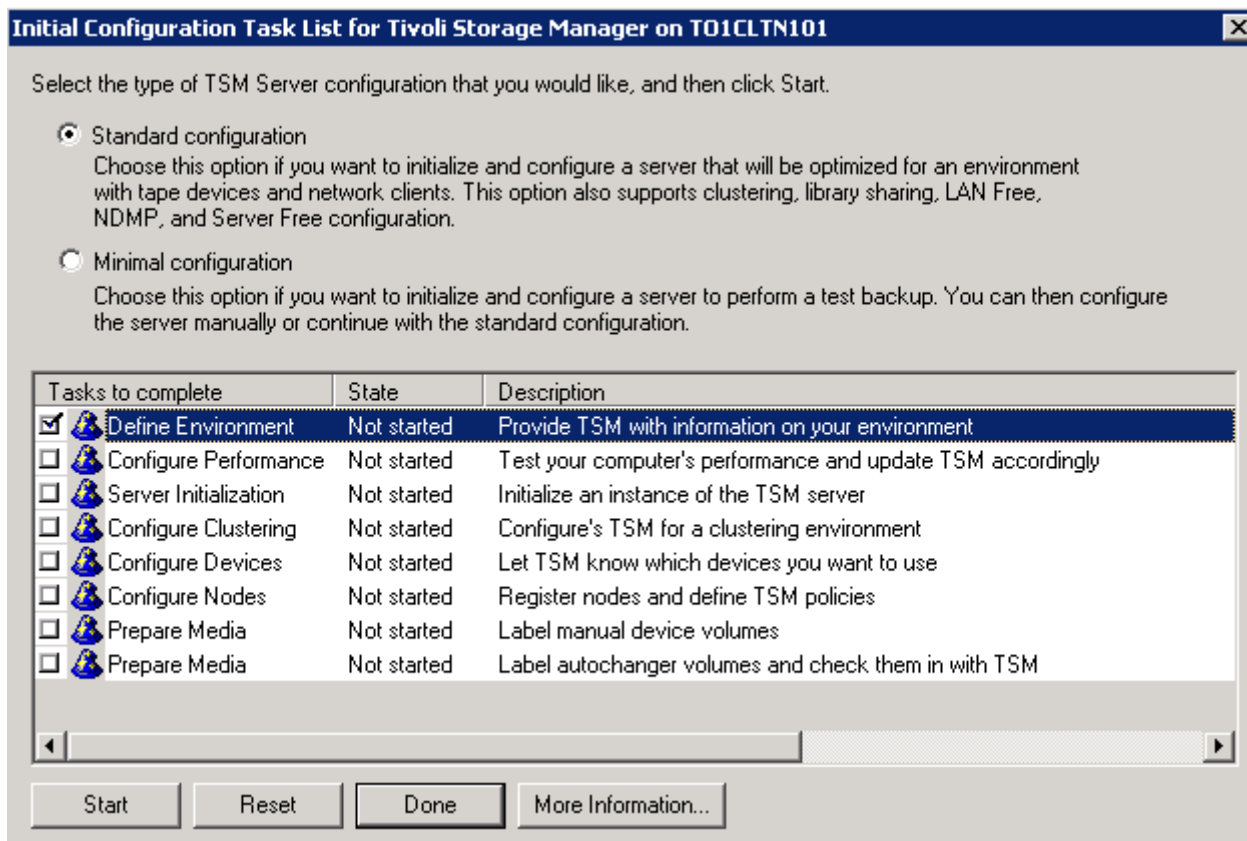 Initial Configuration Task List for Tivoli Storage Manager on TO1CLTN101
Select the type of TSM Server configuration that you would like, and then click Start.
Standard configuration
Choose this option if you want to initialize and configure a server that will be optimized for an environment
with tape devices and network clients. This option also supports clustering, library sharing, LAN Free,
NDMP, and Server Free configuration.
Minimal configuration
Choose this option if you want to initialize and configure a server to perform a test backup. You can then configure
the server manually or continue with the standard configuration.
Tasks to complete State Description
Define Environment Not started Provide TSM with information on your environment
Configure Performance Not started Test your computer's performance and update TSM accordingly
Server Initialization Not started Initialize an instance of the TSM server
Configure Clustering Not started Configure's TSM for a clustering environment
Configure Devices Not started Let TSM know which devices you want to use
Configure Nodes Not started Register nodes and define TSM policies
Prepare Media Not started Label manual device volumes
Prepare Media Not started Label autochanger volumes and check them in with TSM
Start Reset Done More Information...